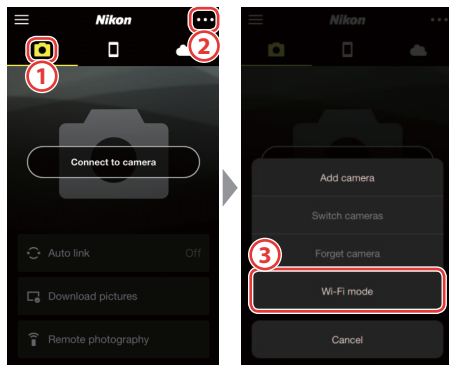 Nikon
1
2
Connect to camera
Auto link Off
Download pictures
Remote photography
Nikon
Add camera
Switch cameras
Forget camera
3
Wi-Fi mode
Cancel